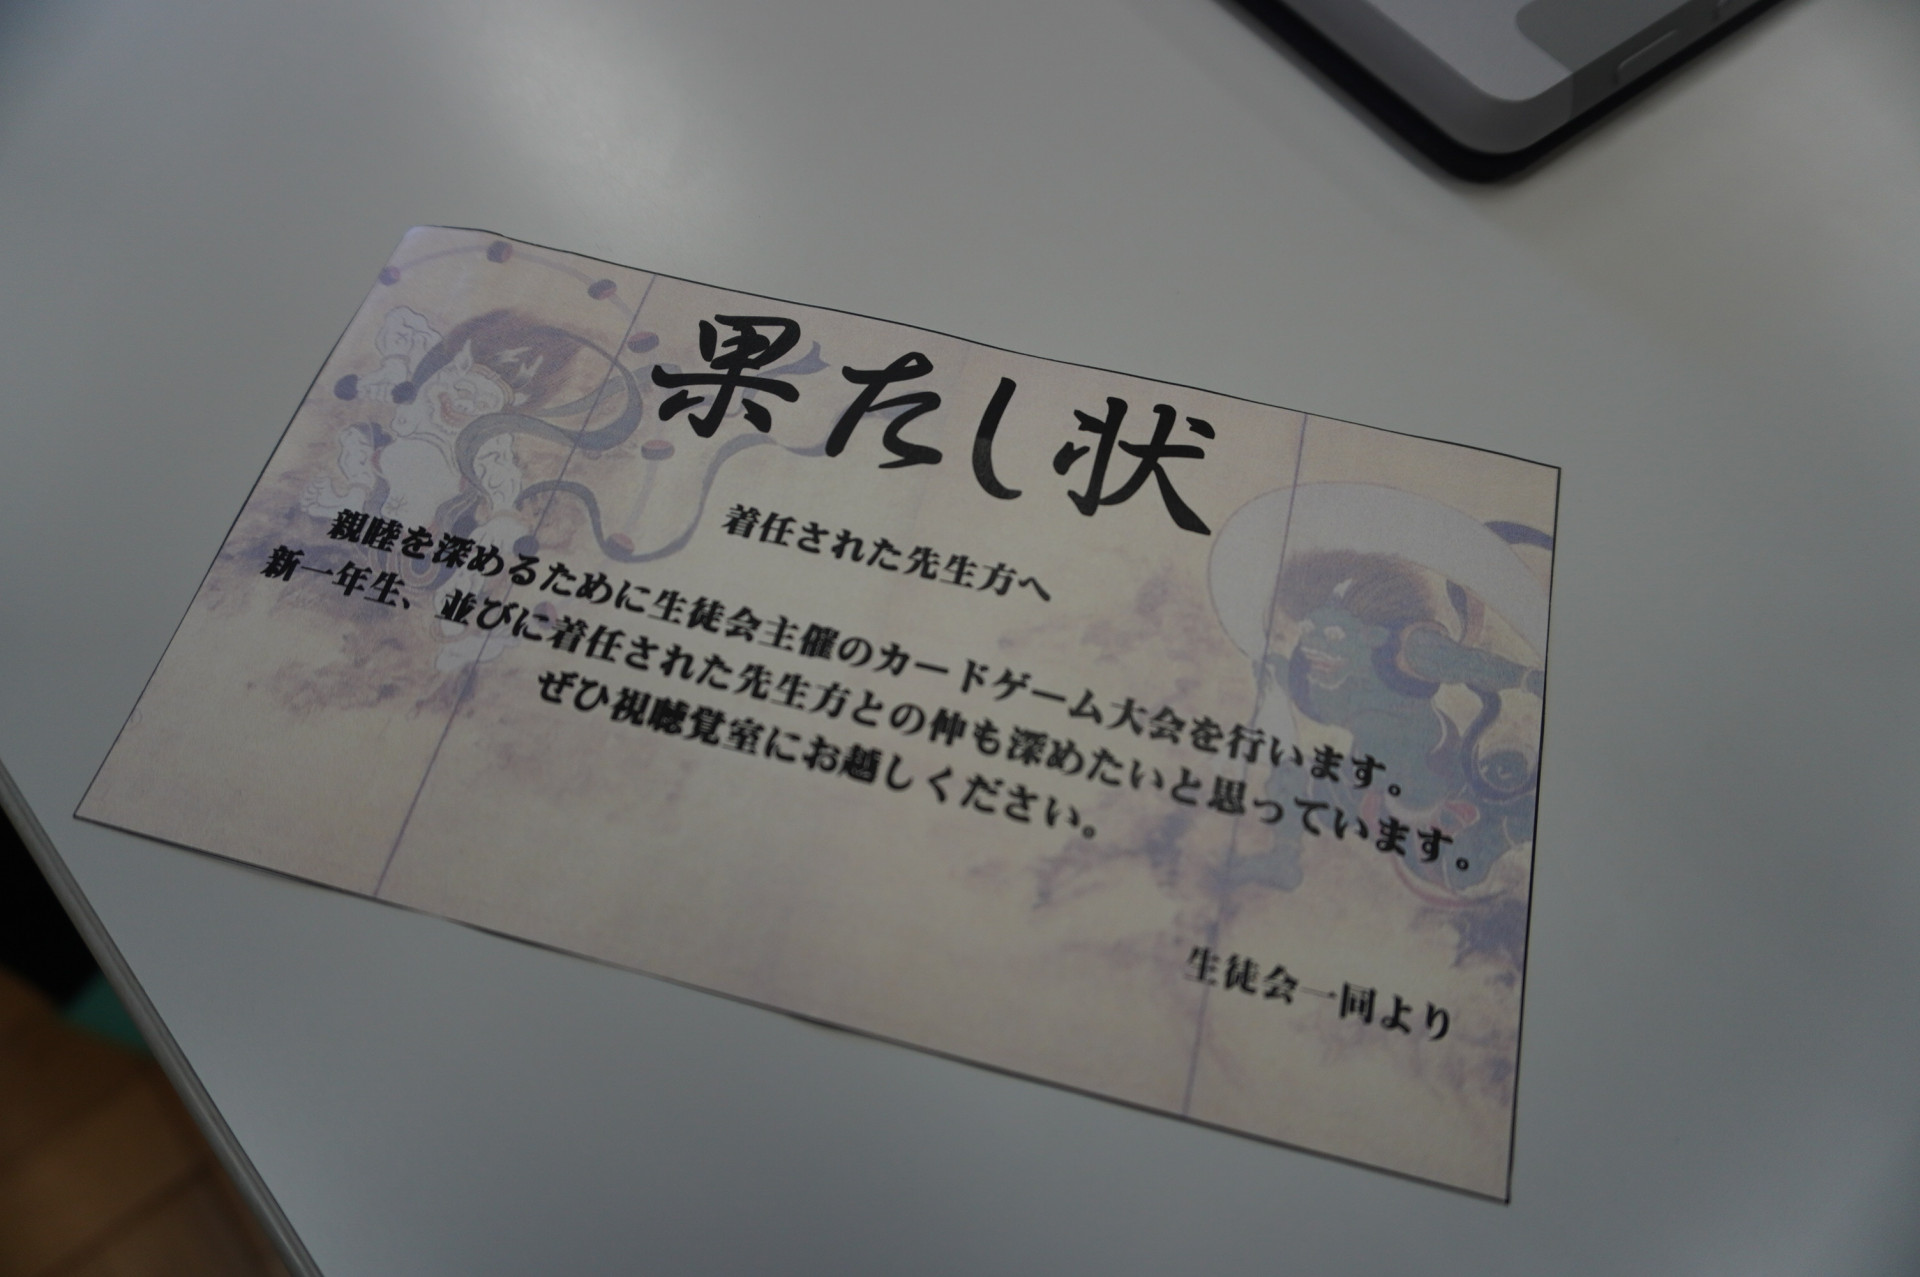 果たし状
着任された先生方へ
親睦を深めるために生徒会主催のカードゲーム大会を行います。
新一年生、並びに着任された先生方との仲も深めたいと思っています。
ぜひ視聴覚室にお越しください。
生徒会一同より